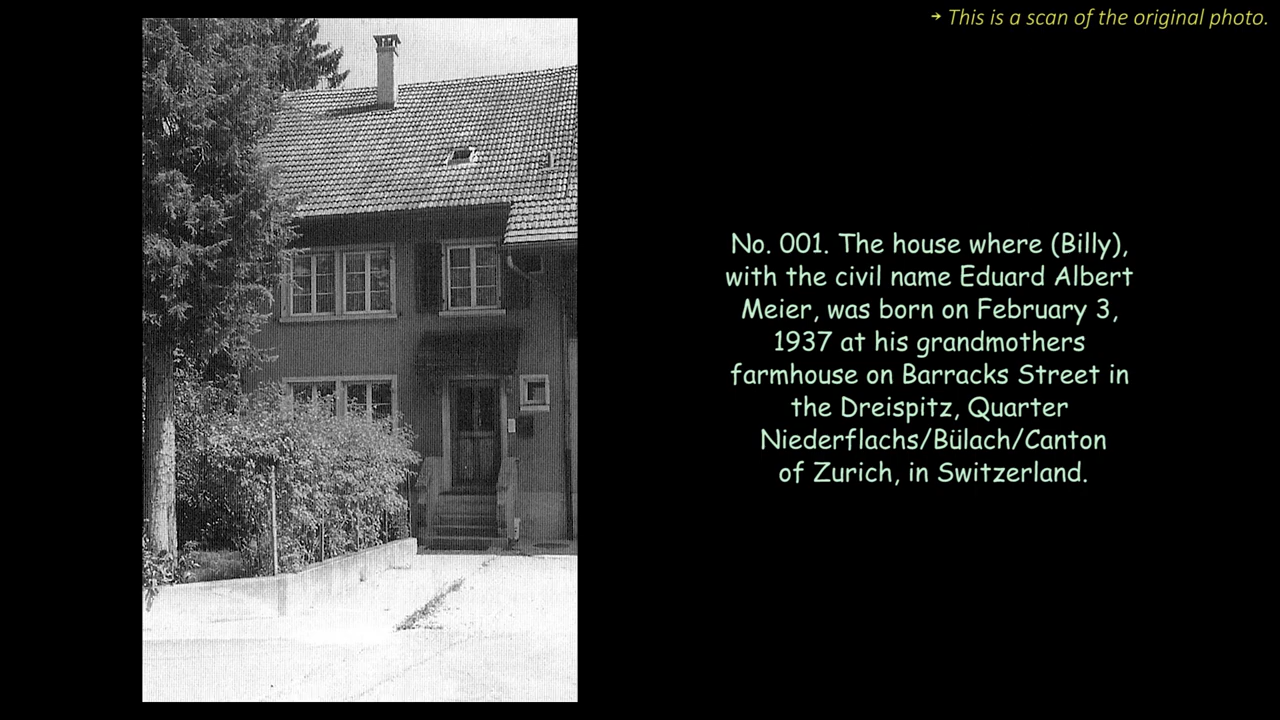 → This is a scan of the original photo.
No. 001. The house where (Billy),
with the civil name Eduard Albert
Meier, was born on February 3,
1937 at his grandmothers
farmhouse on Barracks Street in
the Dreispitz, Quarter
Niederflachs/Bülach/Canton
of Zurich, in Switzerland.